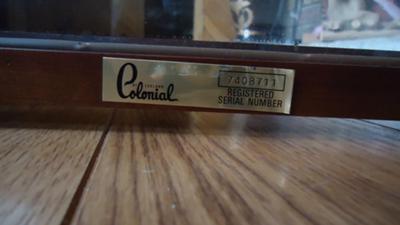 Colonial
7408711
REGISTERED
SERIAL NUMBER